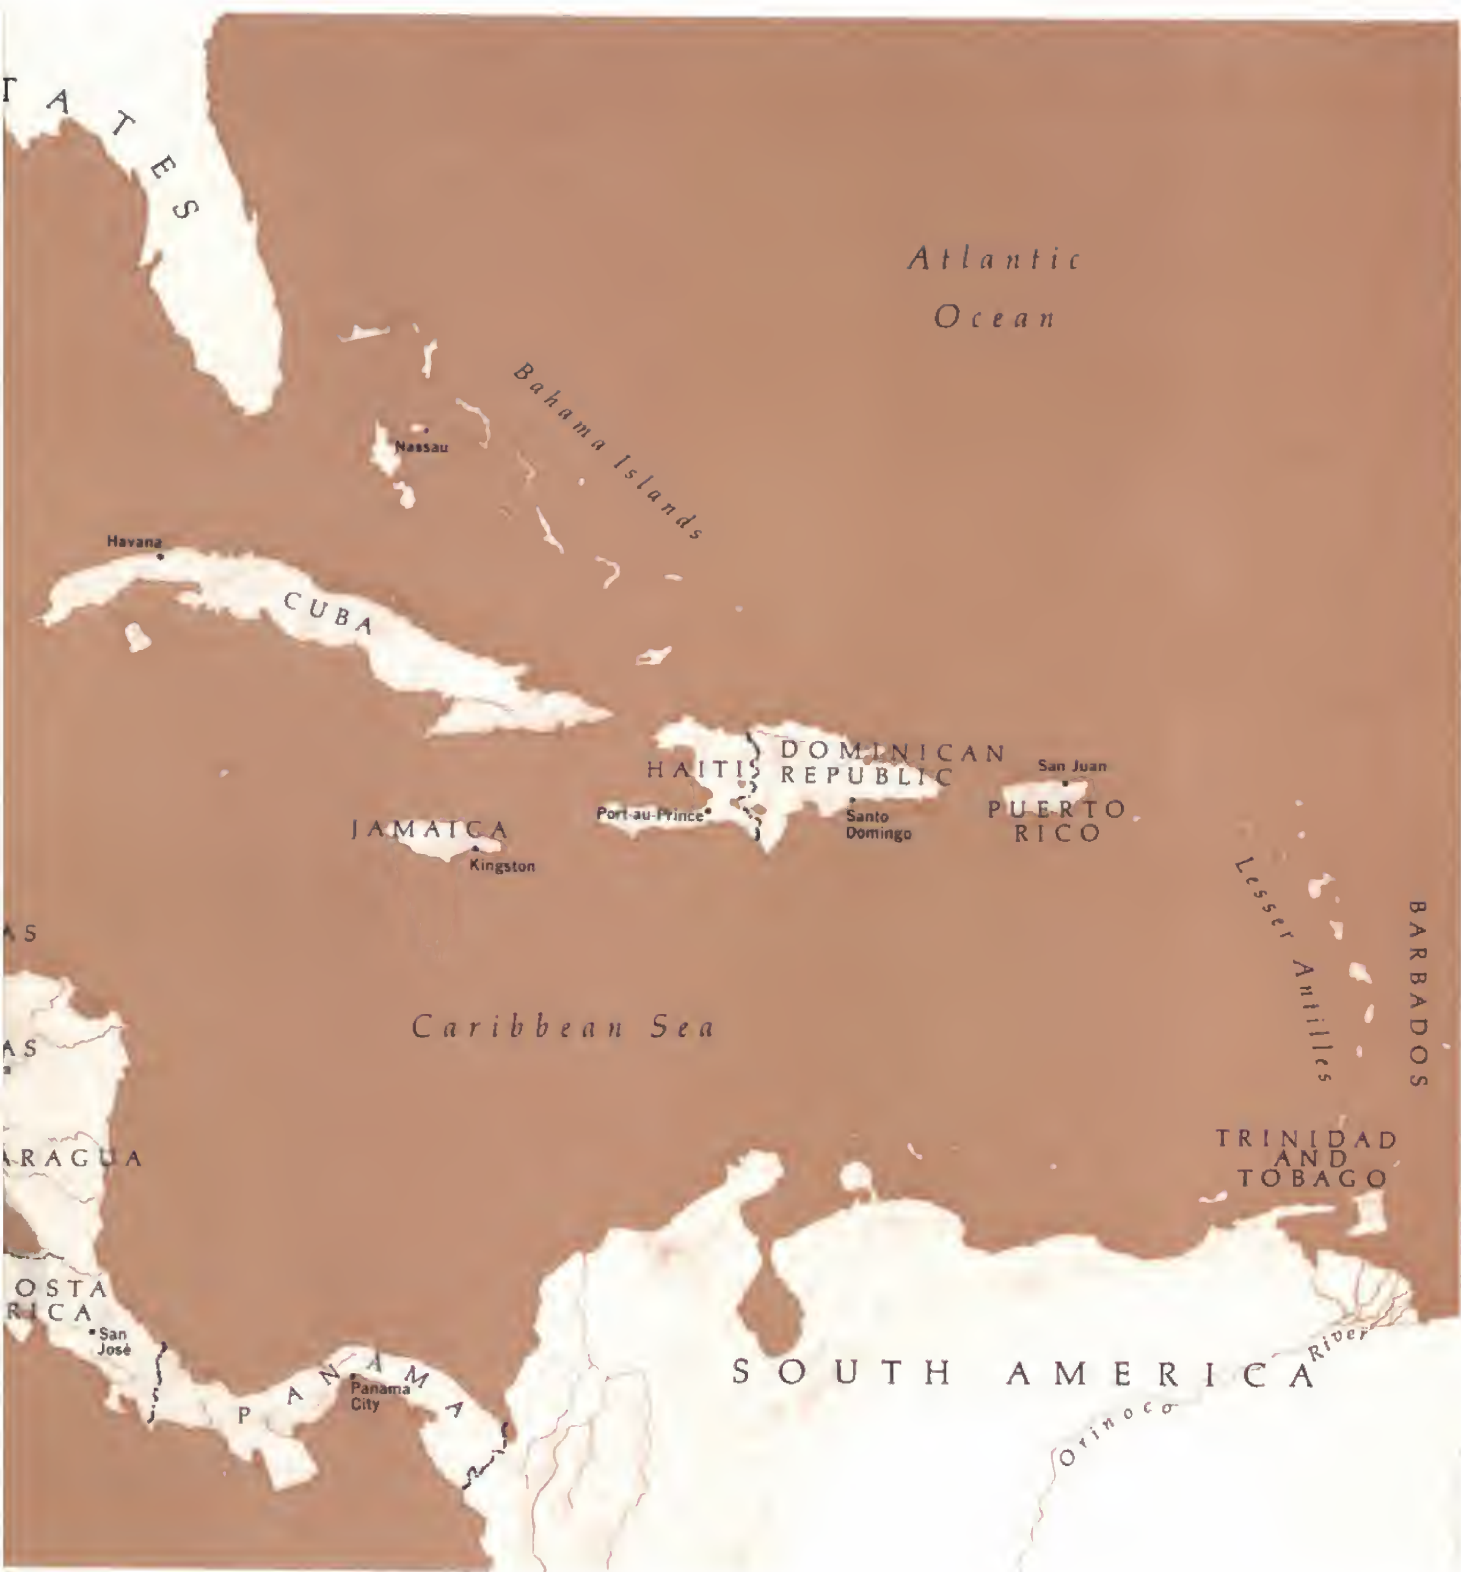 TATES
Atlantic
Ocean
Bahama Islands
Nassau
Havana
CUBA
HAITI
DOMINICAN
REPUBLIC
San Juan
PUERTO
RICO
Port-au-Prince
Santo
Domingo
JAMAICA
Kingston
Lesser Antilles
BARBADOS
AS
Caribbean Sea
AS
a
TRINIDAD
AND
TOBAGO
ARAGUA
OSTA
RICA
San
José
PANAMA
Panama
City
SOUTH AMERICA
Orinoco River